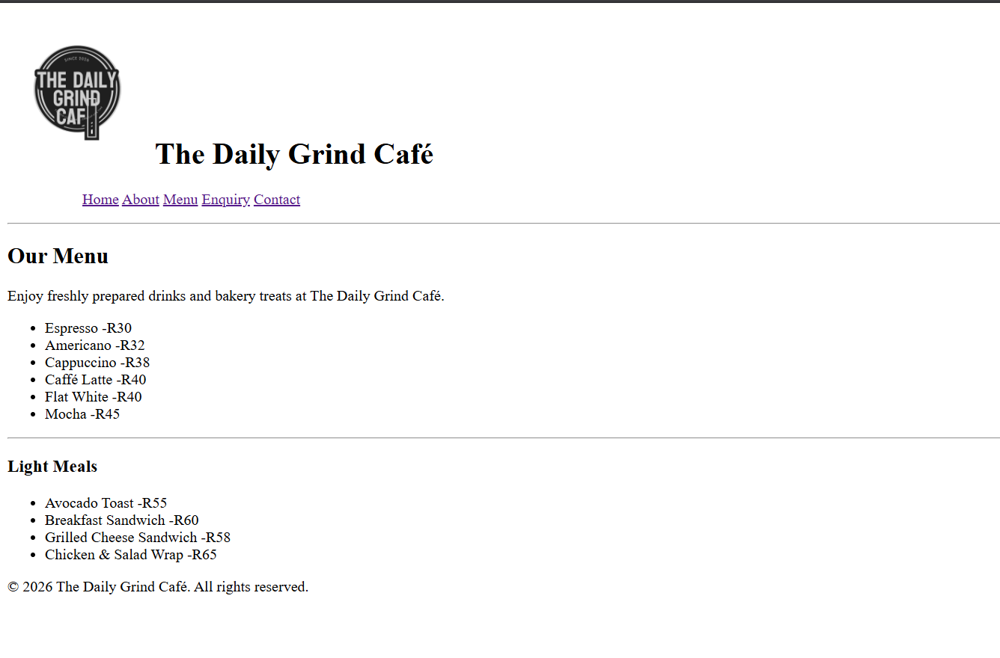 SINCE 2026
THE DAILY
GRIND
CAF
The Daily Grind Café
Home About Menu Enquiry Contact
Our Menu
Enjoy freshly prepared drinks and bakery treats at The Daily Grind Café.
Espresso -R30
Americano -R32
Cappuccino -R38
Caffé Latte -R40
Flat White -R40
Mocha -R45
Light Meals
Avocado Toast -R55
Breakfast Sandwich -R60
Grilled Cheese Sandwich -R58
Chicken & Salad Wrap -R65
© 2026 The Daily Grind Café. All rights reserved.